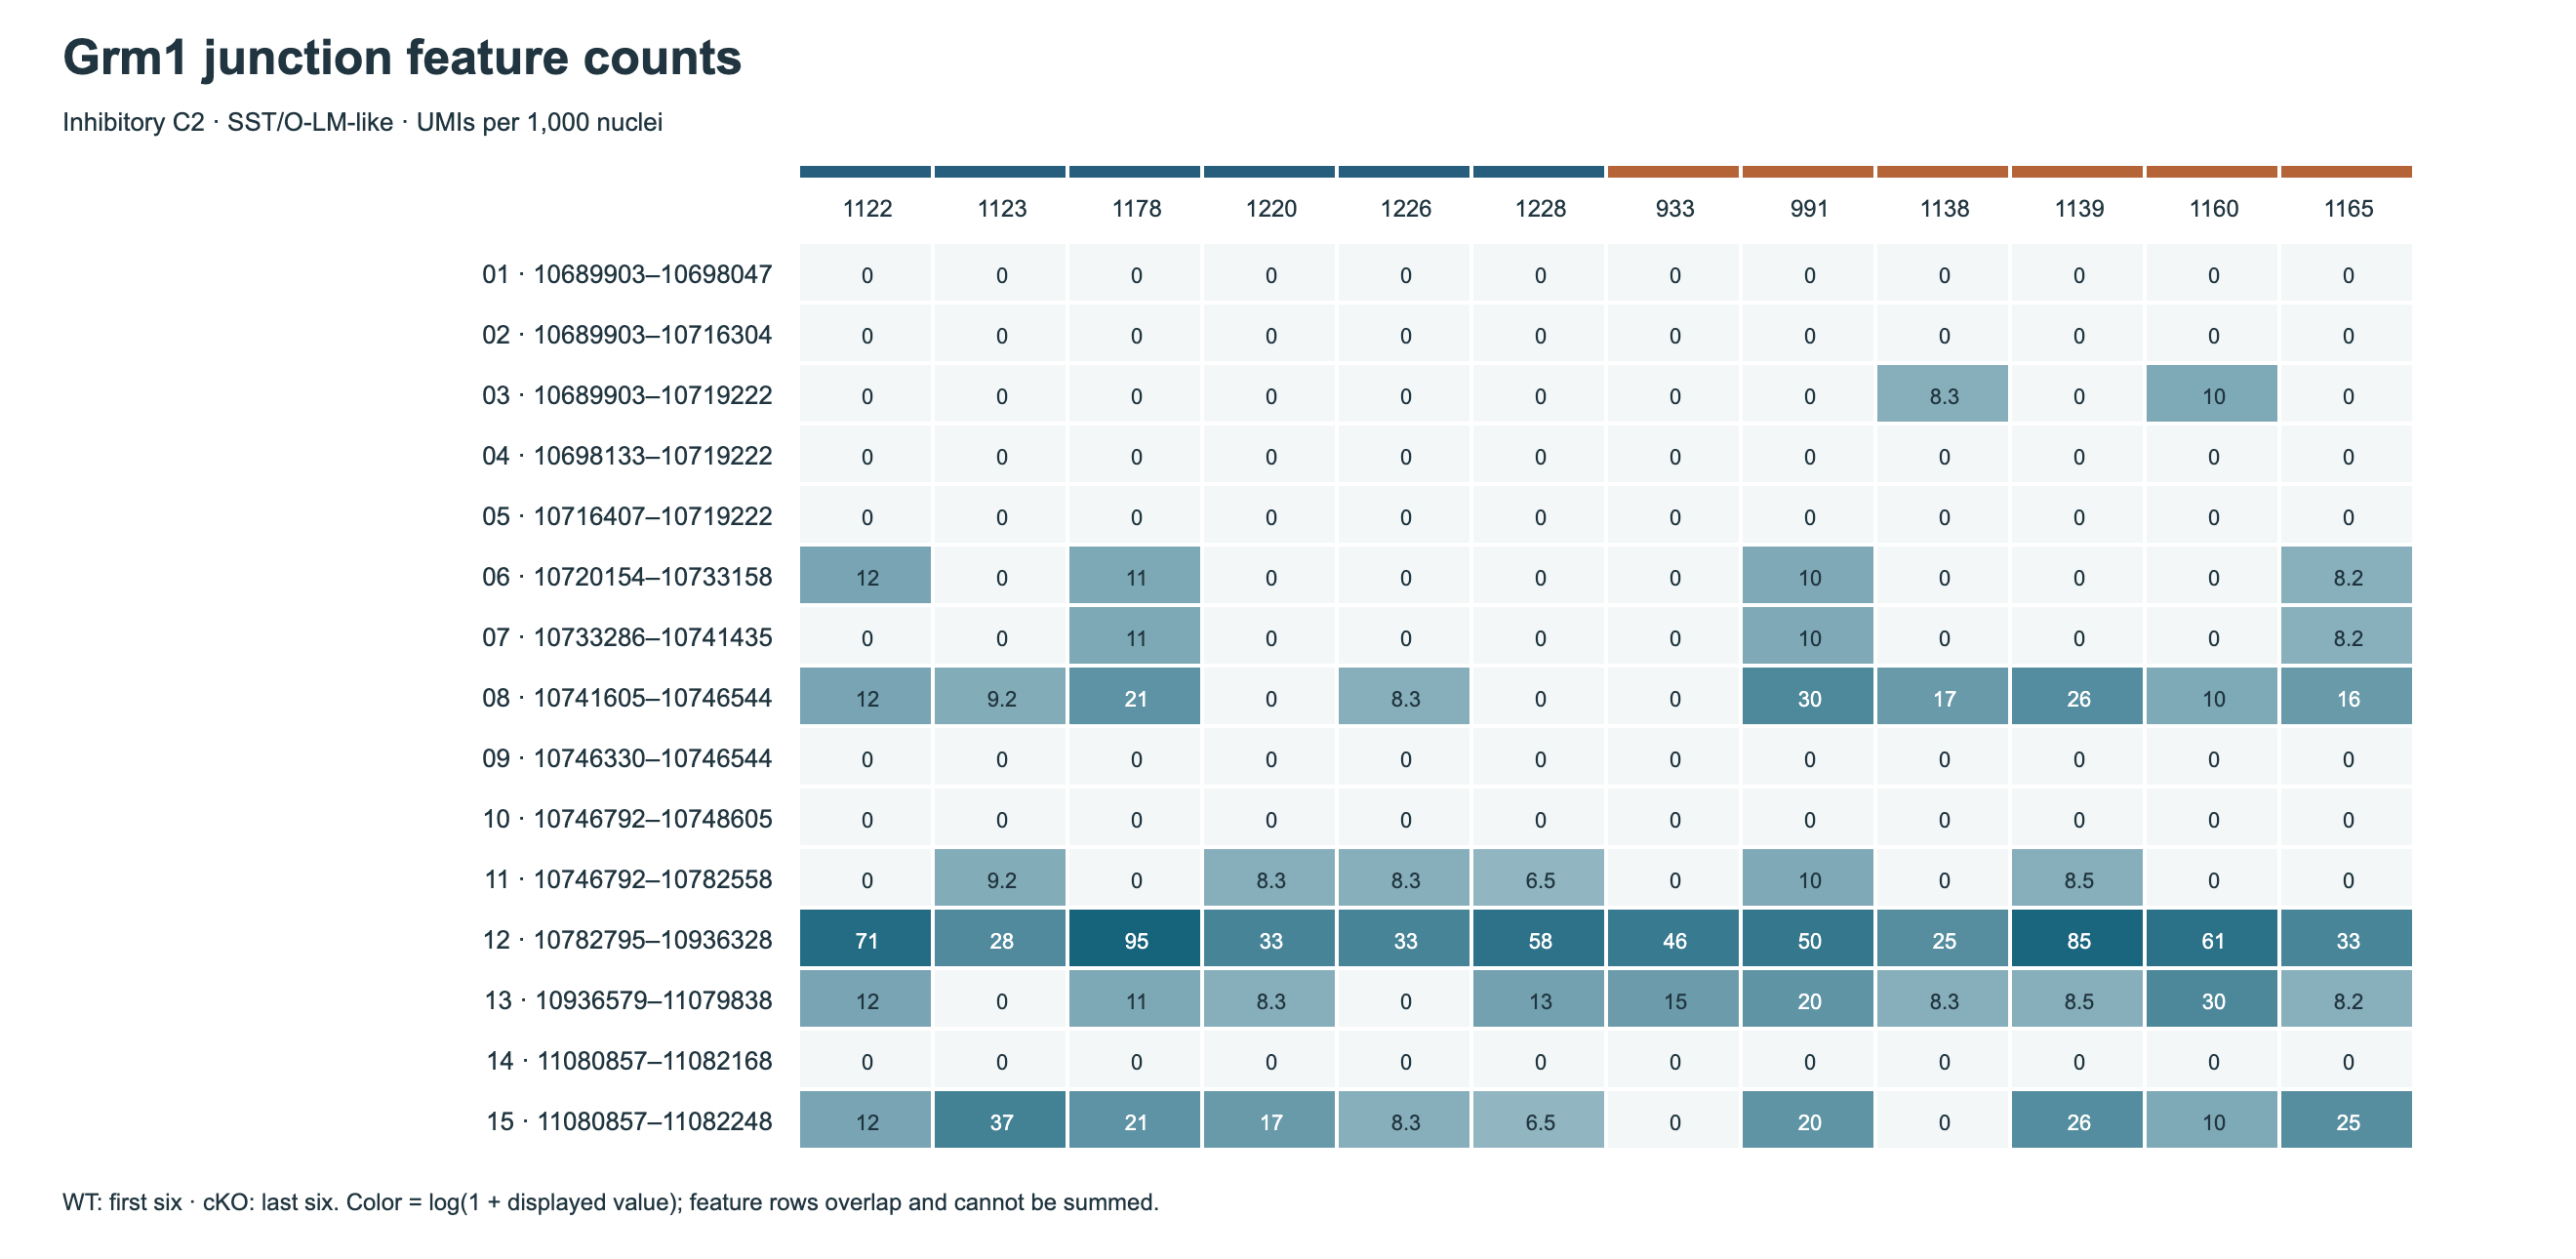 Grm1 junction feature counts
Inhibitory C2 · SST/O-LM-like · UMIs per 1,000 nuclei
1122 1123 1178 1220 1226 1228 933 991 1138 1139 1160 1165
01 · 10689903–10698047 0 0 0 0 0 0 0 0 0 0 0 0
02 · 10689903–10716304 0 0 0 0 0 0 0 0 0 0 0 0
03 · 10689903–10719222 0 0 0 0 0 0 0 0 8.3 0 10 0
04 · 10698133–10719222 0 0 0 0 0 0 0 0 0 0 0 0
05 · 10716407–10719222 0 0 0 0 0 0 0 0 0 0 0 0
06 · 10720154–10733158 12 0 11 0 0 0 0 10 0 0 0 8.2
07 · 10733286–10741435 0 0 11 0 0 0 0 10 0 0 0 8.2
08 · 10741605–10746544 12 9.2 21 0 8.3 0 0 30 17 26 10 16
09 · 10746330–10746544 0 0 0 0 0 0 0 0 0 0 0 0
10 · 10746792–10748605 0 0 0 0 0 0 0 0 0 0 0 0
11 · 10746792–10782558 0 9.2 0 8.3 8.3 6.5 0 10 0 8.5 0 0
12 · 10782795–10936328 71 28 95 33 33 58 46 50 25 85 61 33
13 · 10936579–11079838 12 0 11 8.3 0 13 15 20 8.3 8.5 30 8.2
14 · 11080857–11082168 0 0 0 0 0 0 0 0 0 0 0 0
15 · 11080857–11082248 12 37 21 17 8.3 6.5 0 20 0 26 10 25
WT: first six · cKO: last six. Color = log(1 + displayed value); feature rows overlap and cannot be summed.